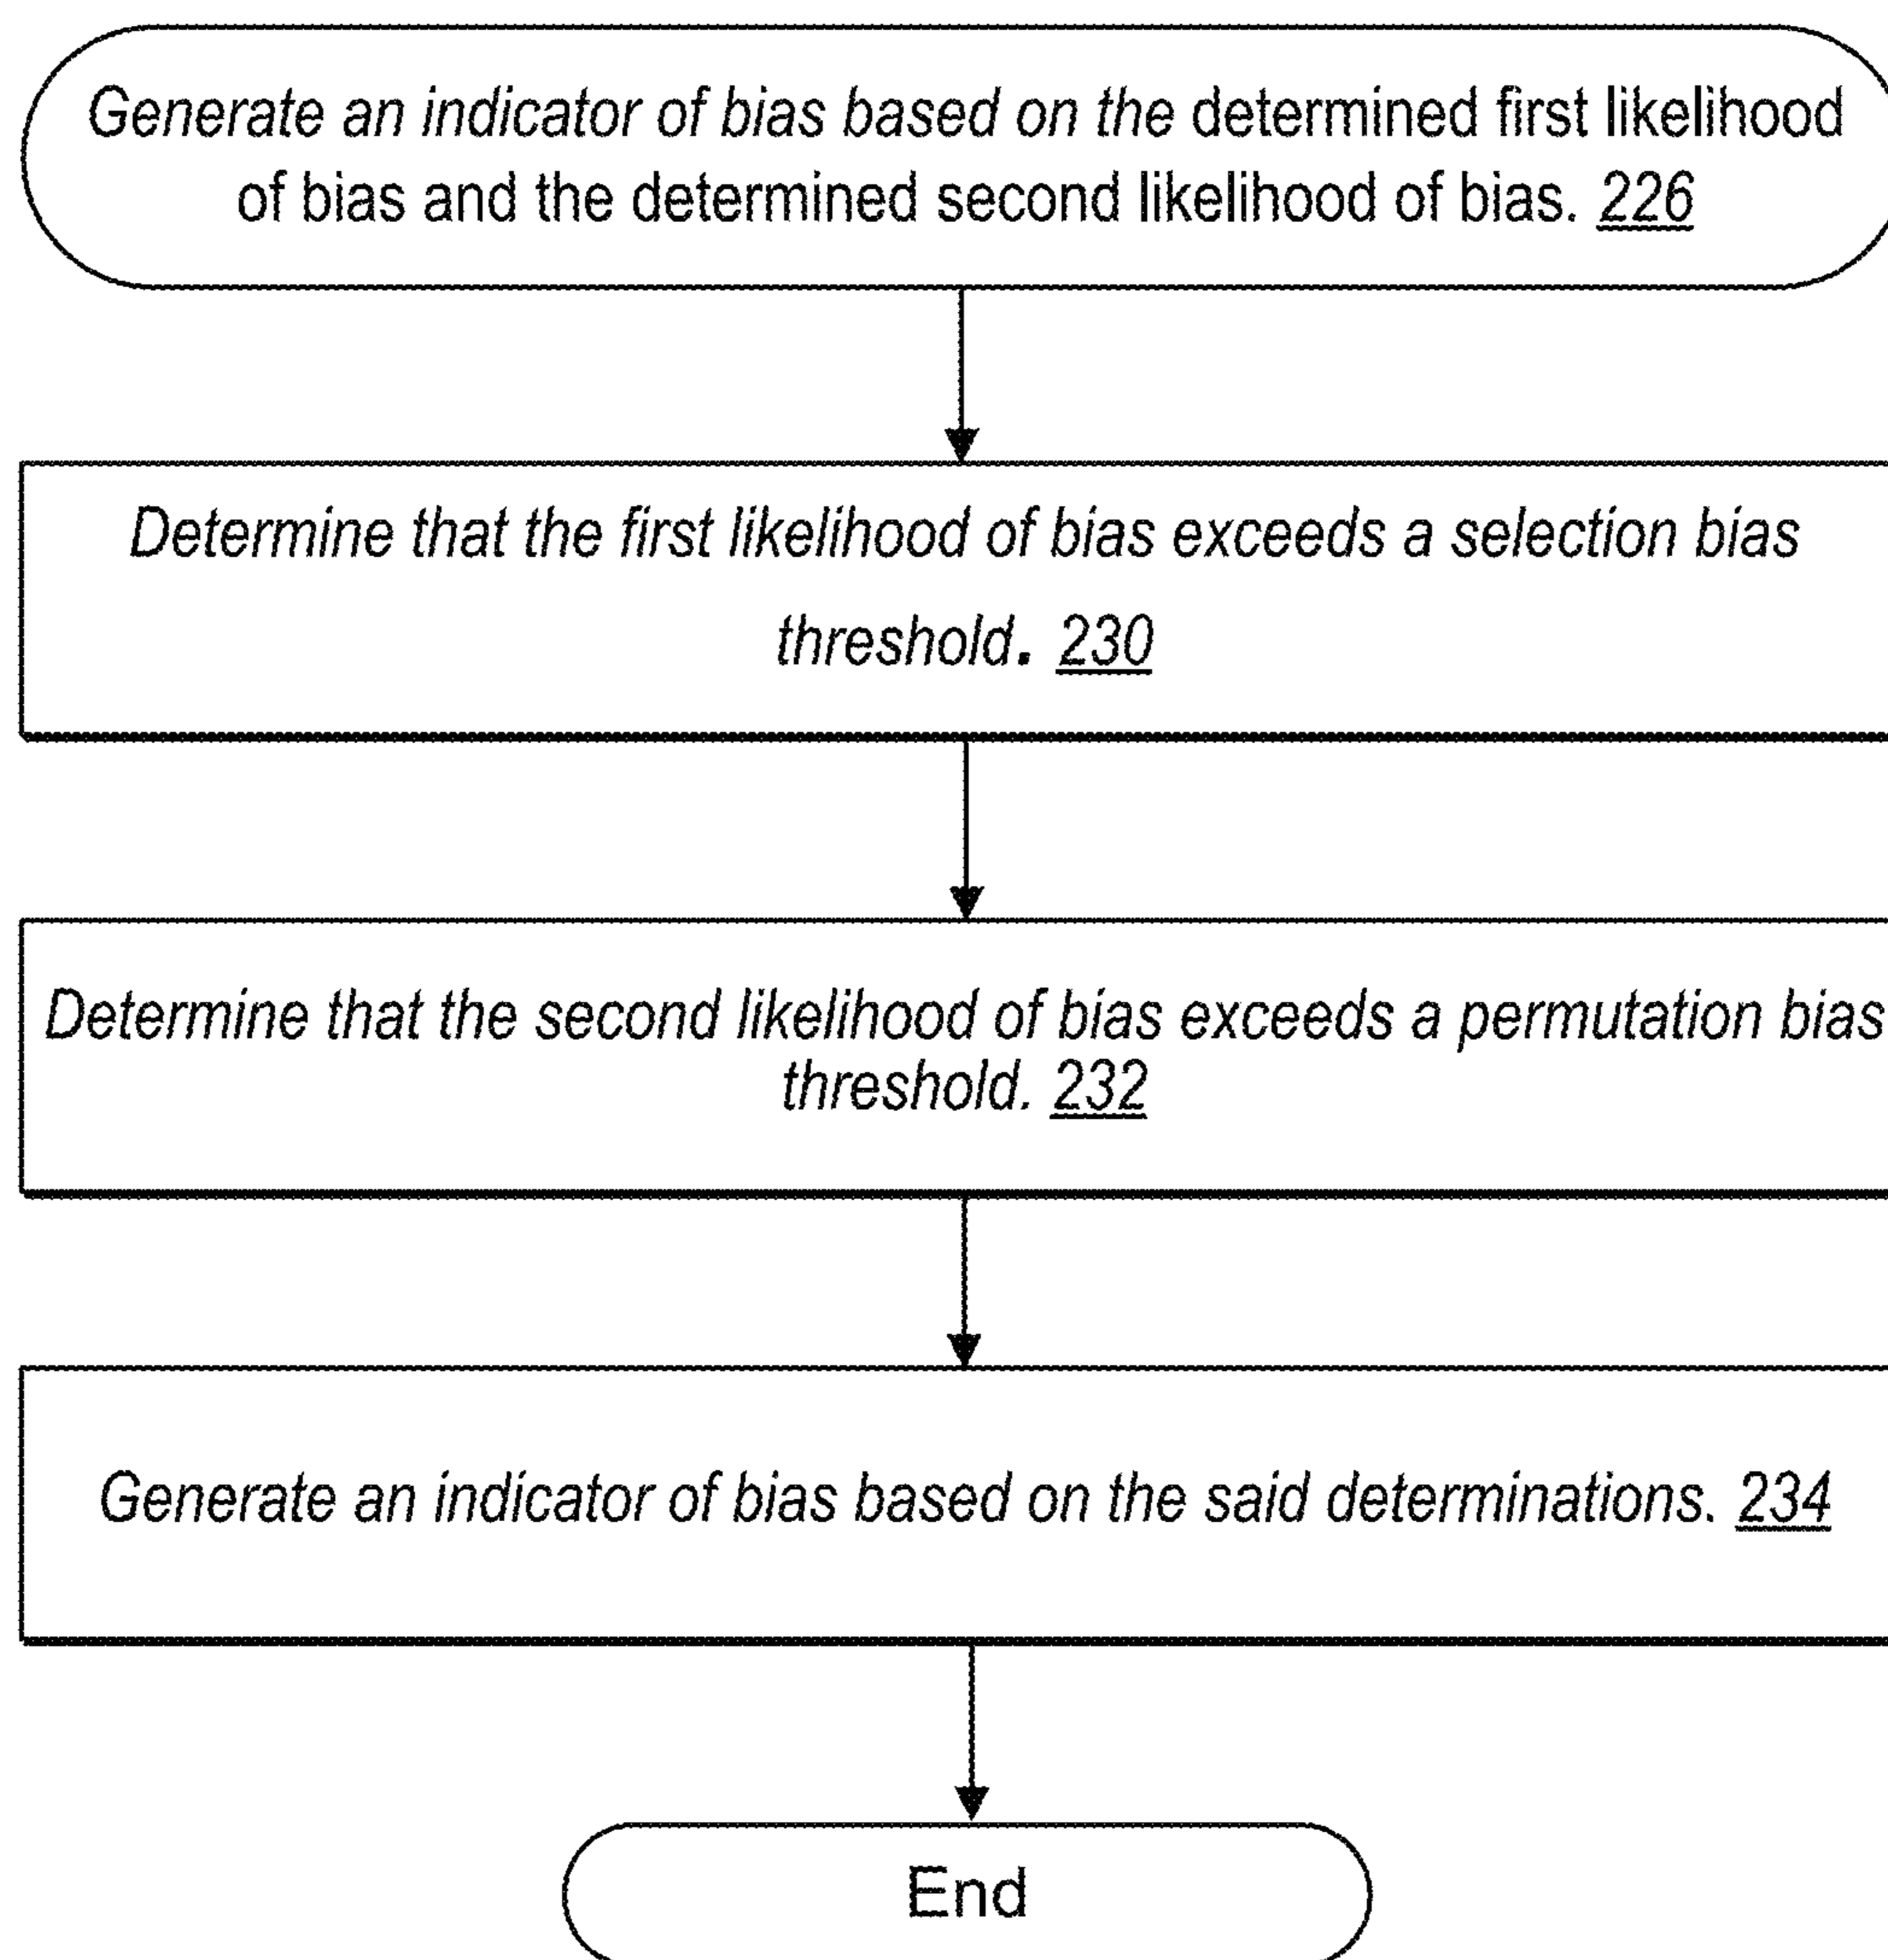 Generate an indicator of bias based on the determined first likelihood
of bias and the determined second likelihood of bias. 226
Determine that the first likelihood of bias exceeds a selection bias
threshold. 230
Determine that the second likelihood of bias exceeds a permutation bias
threshold. 232
Generate an indicator of bias based on the said determinations. 234
End